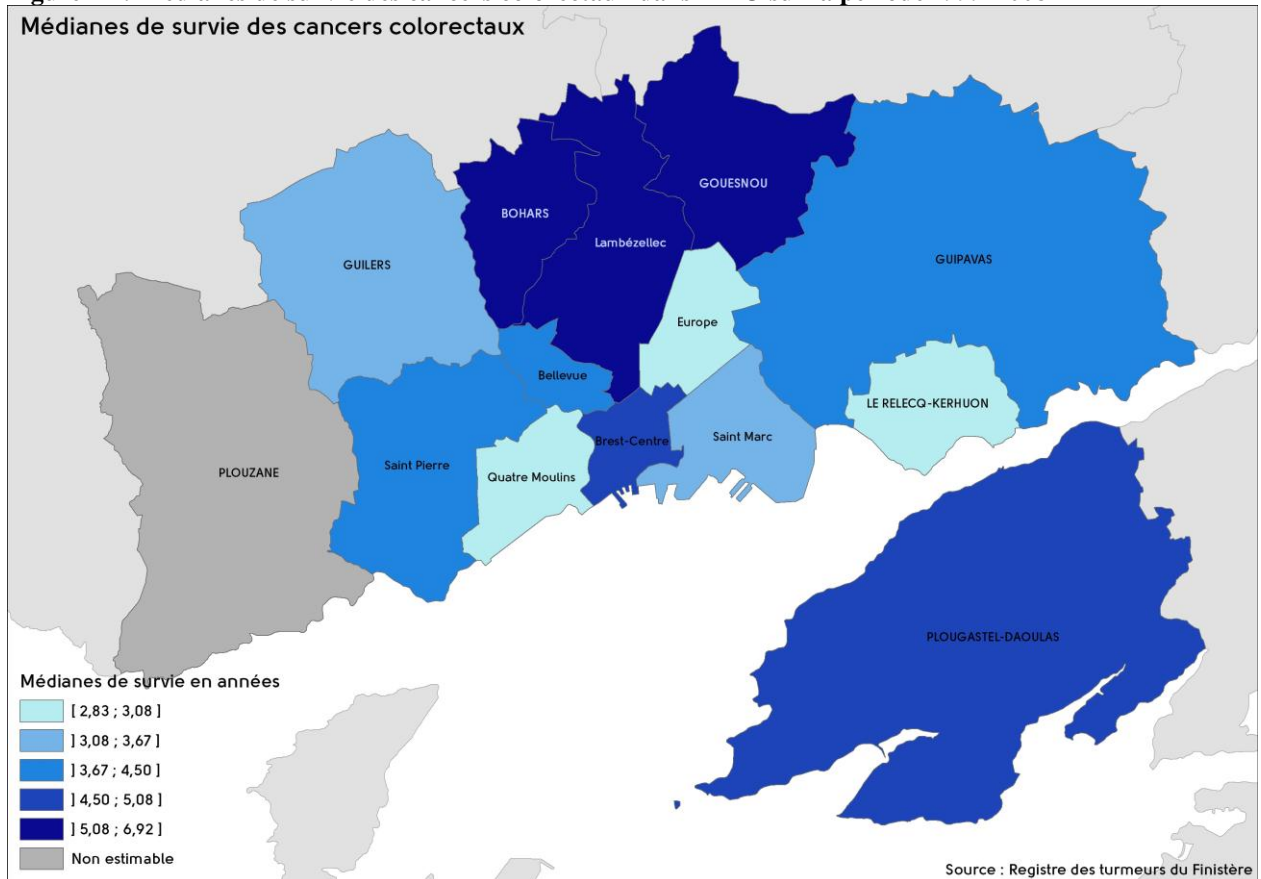 Médianes de survie des cancers colorectaux
GOUESNOU
BOHARS
Lambézellec
GUILERS
GUIPAVAS
Europe
Bellevue
LE RELECQ-KERHUON
Brest-Centre
Saint Marc
Saint Pierre
PLOUZANE
Quatre Moulins
PLOUGASTEL-DAOULAS
Médianes de survie en années
[ 2,83 ; 3,08 ]
] 3,08 ; 3,67 ]
] 3,67 ; 4,50 ]
] 4,50 ; 5,08 ]
] 5,08 ; 6,92 ]
Non estimable
Source : Registre des turmeurs du Finistère